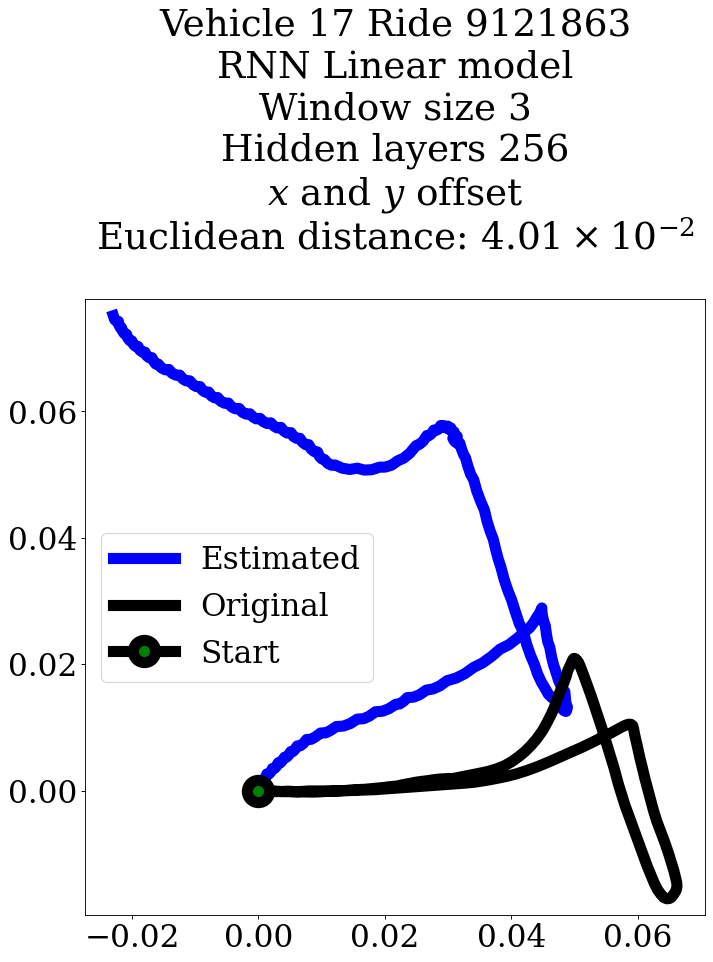 Vehicle 17 Ride 9121863
RNN Linear model
Window size 3
Hidden layers 256
x and y offset
Euclidean distance: 4.01 × 10⁻²
0.06
0.04
0.02
0.00
Estimated
Original
Start
−0.02 0.00 0.02 0.04 0.06